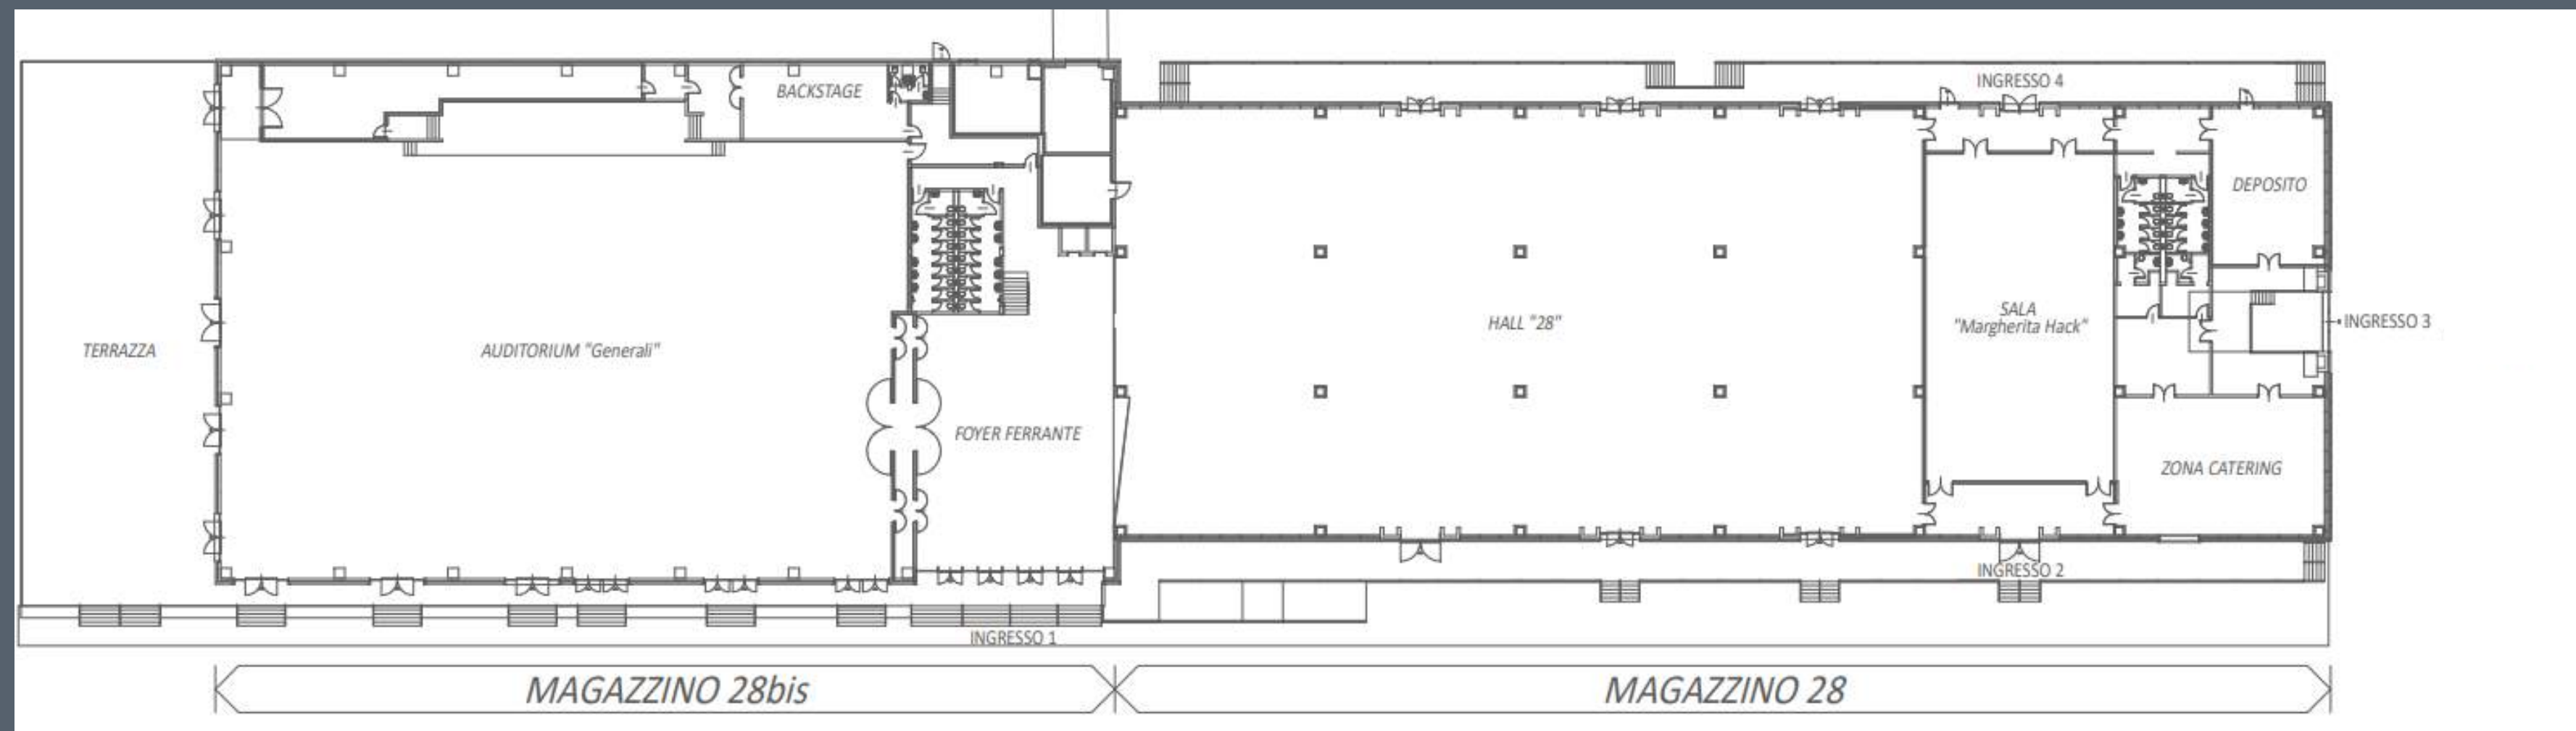 INGRESSO 4
BACKSTAGE
DEPOSITO
TERRAZZA
AUDITORIUM "Generali"
FOYER FERRANTE
HALL "28"
SALA
"Margherita Hack"
INGRESSO 3
ZONA CATERING
INGRESSO 2
INGRESSO 1
MAGAZZINO 28bis
MAGAZZINO 28